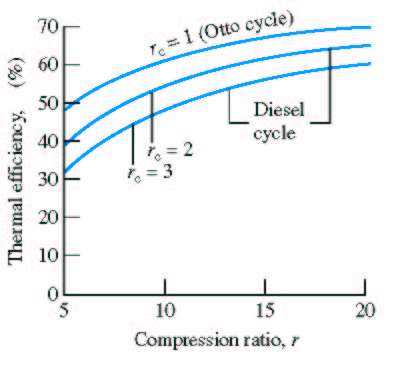 70
60
50
40
30
20
10
0
Thermal efficiency, (%)
r_c = 1 (Otto cycle)
Diesel
cycle
r_c = 2
r_c = 3
5
10
15
20
Compression ratio, r